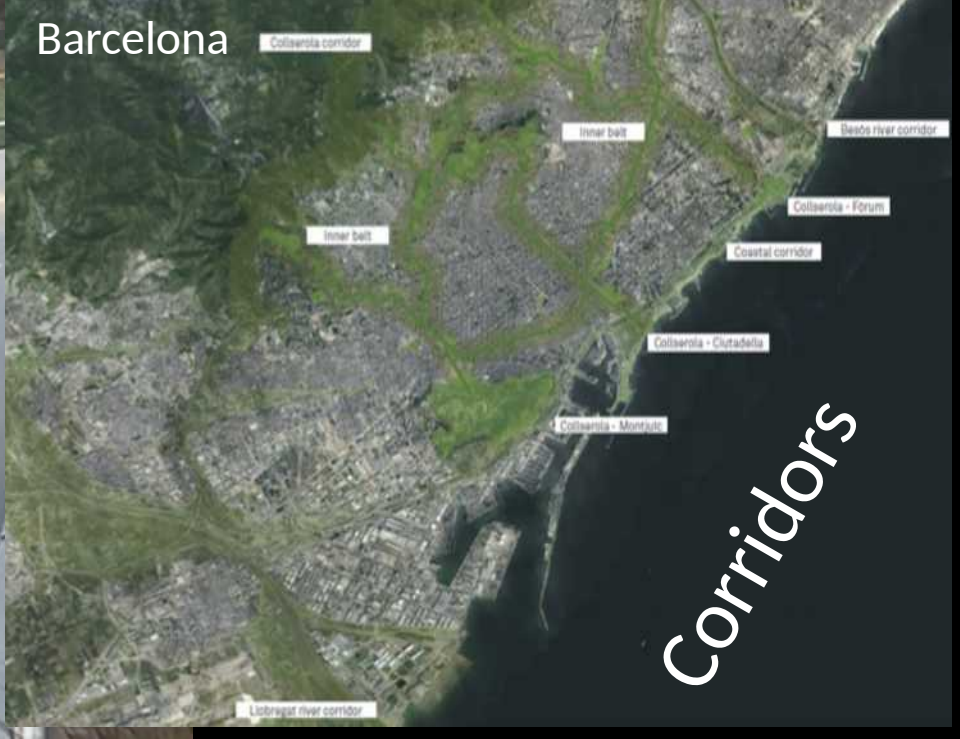 Barcelona
Collserola corridor
Inner belt
Besòs river corridor
Collserola - Fòrum
Inner belt
Coastal corridor
Collserola - Ciutadella
Collserola - Montjuïc
Corridors
Llobregat river corridor